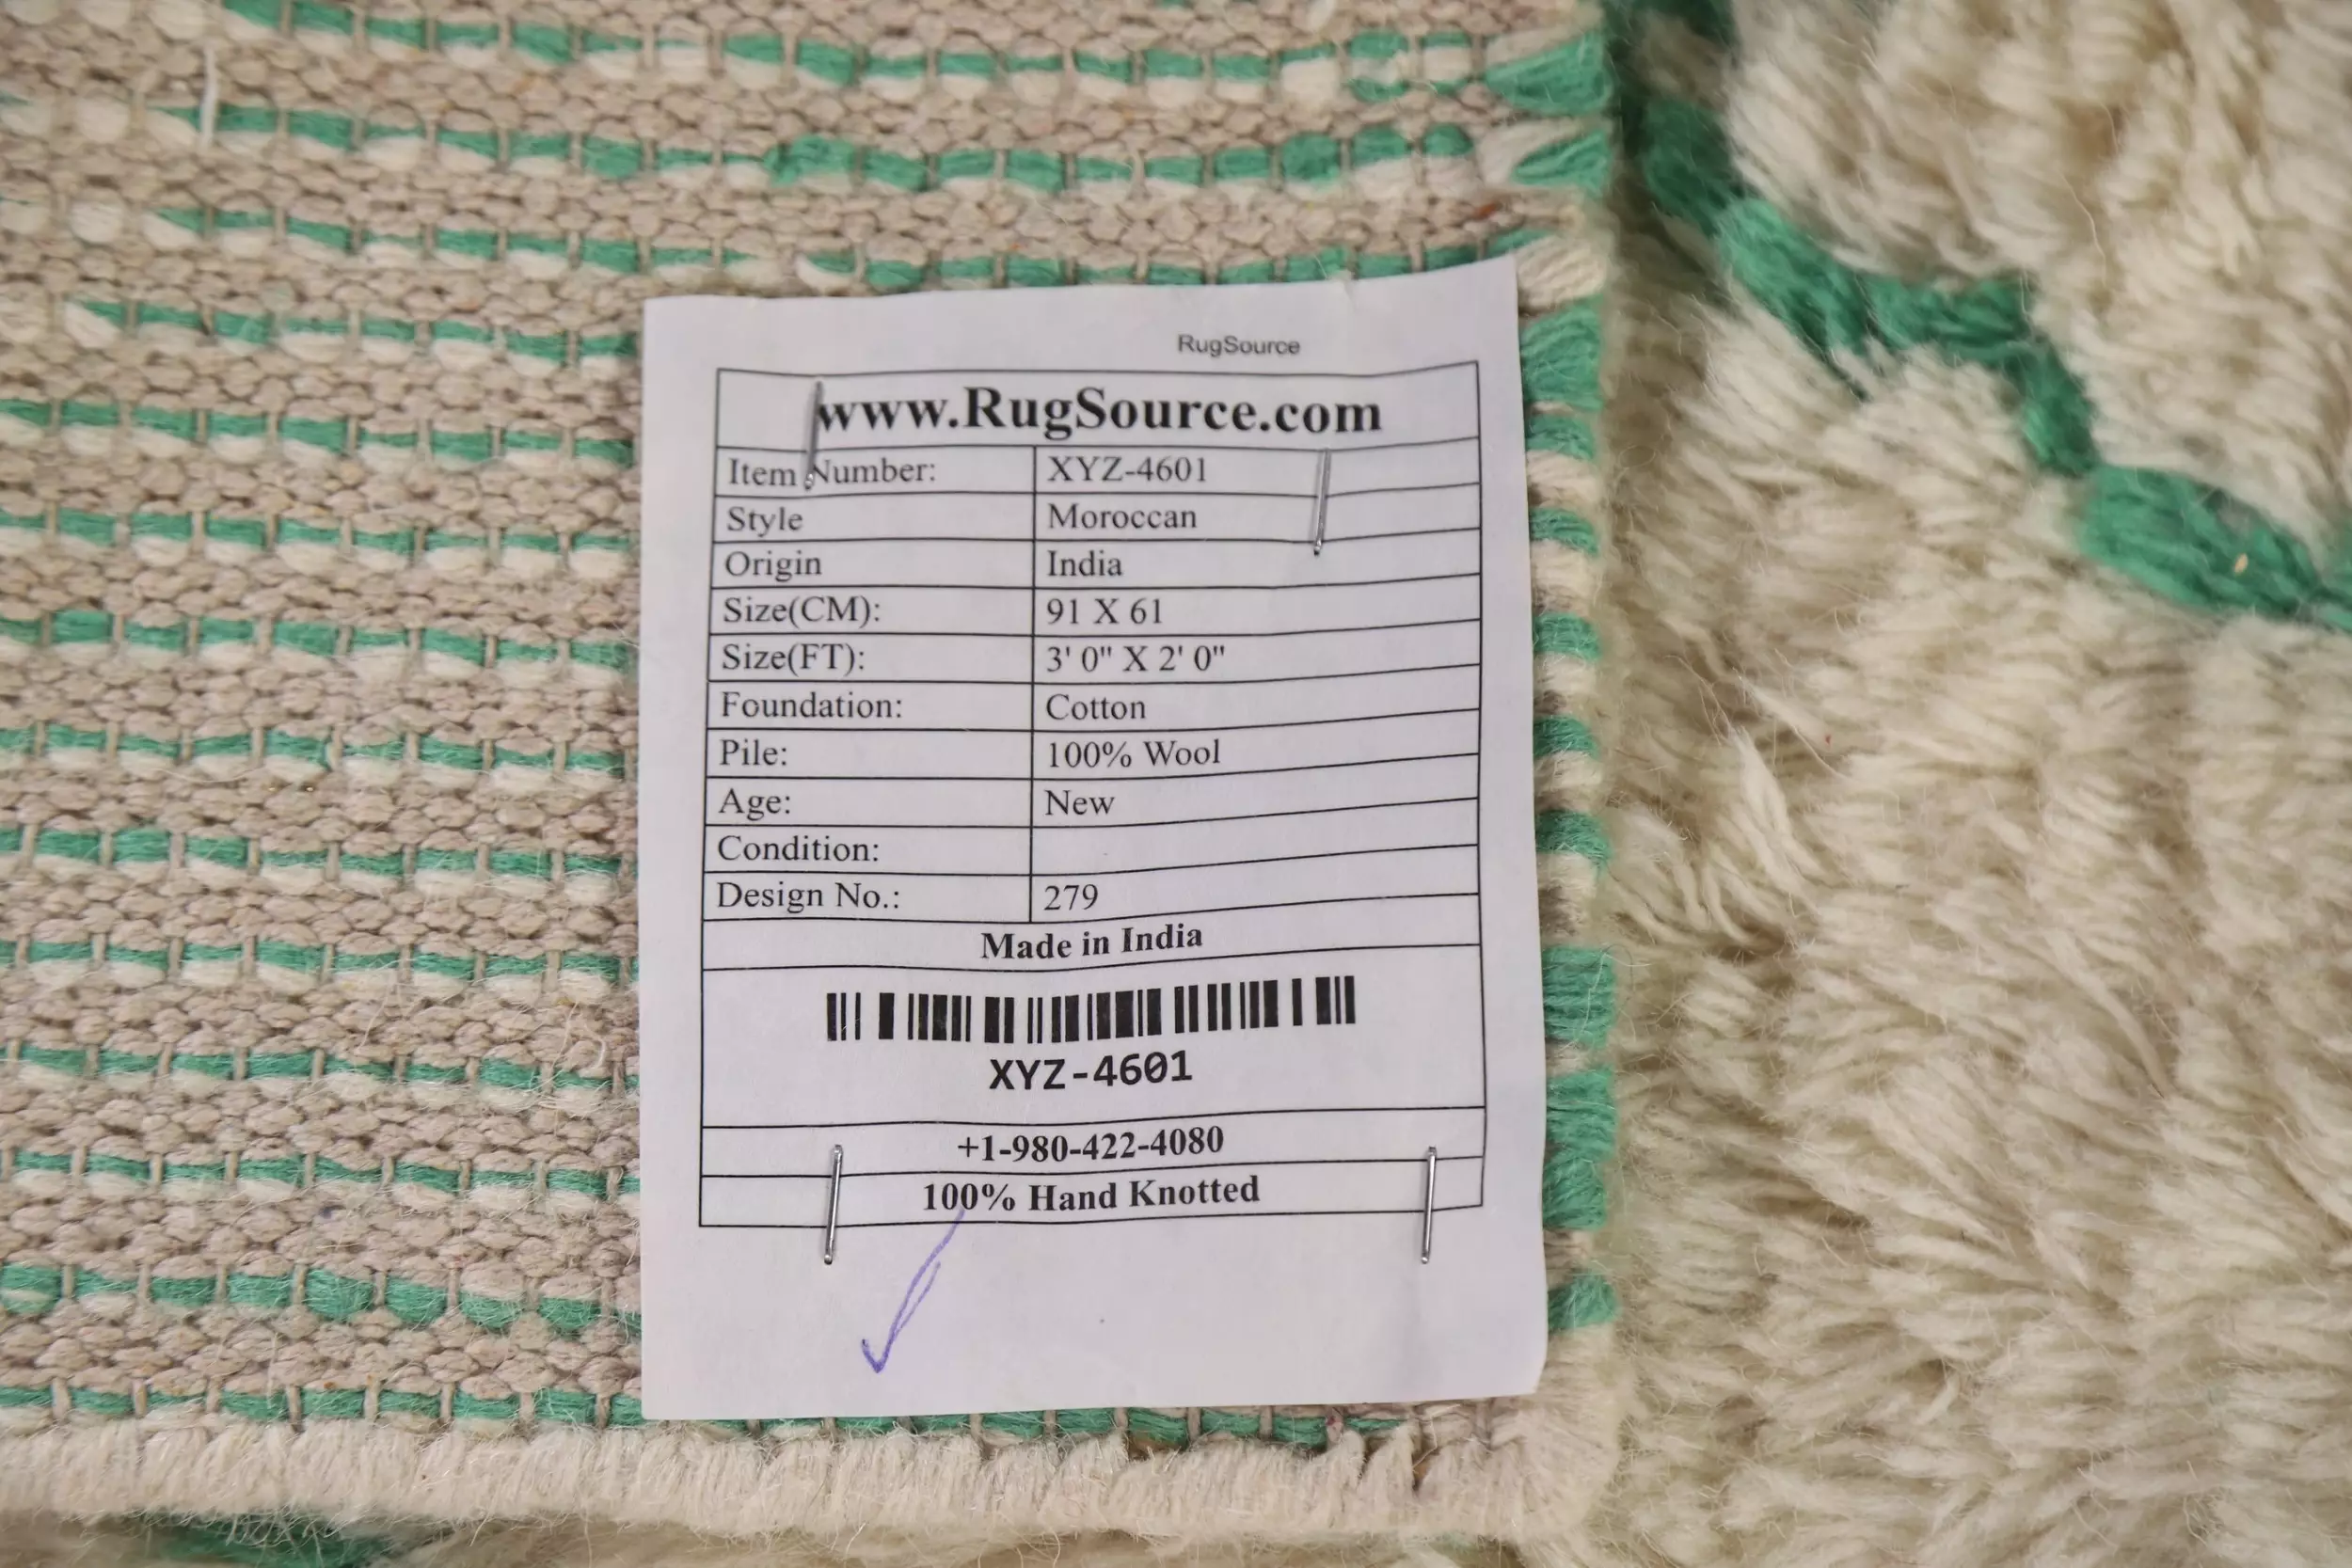 RugSource
www.RugSource.com
Item Number: XYZ-4601
Style Moroccan
Origin India
Size(CM): 91 X 61
Size(FT): 3' 0" X 2' 0"
Foundation: Cotton
Pile: 100% Wool
Age: New
Condition:
Design No.: 279
Made in India
XYZ-4601
+1-980-422-4080
100% Hand Knotted